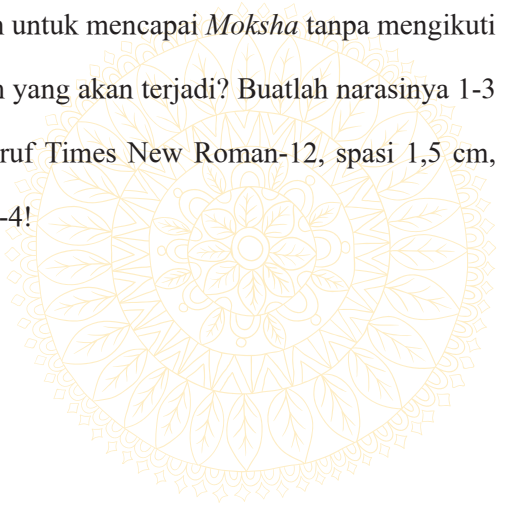 untuk mencapai Moksha tanpa mengikuti
yang akan terjadi? Buatlah narasinya 1-3
ruf Times New Roman-12, spasi 1,5 cm,
-4!